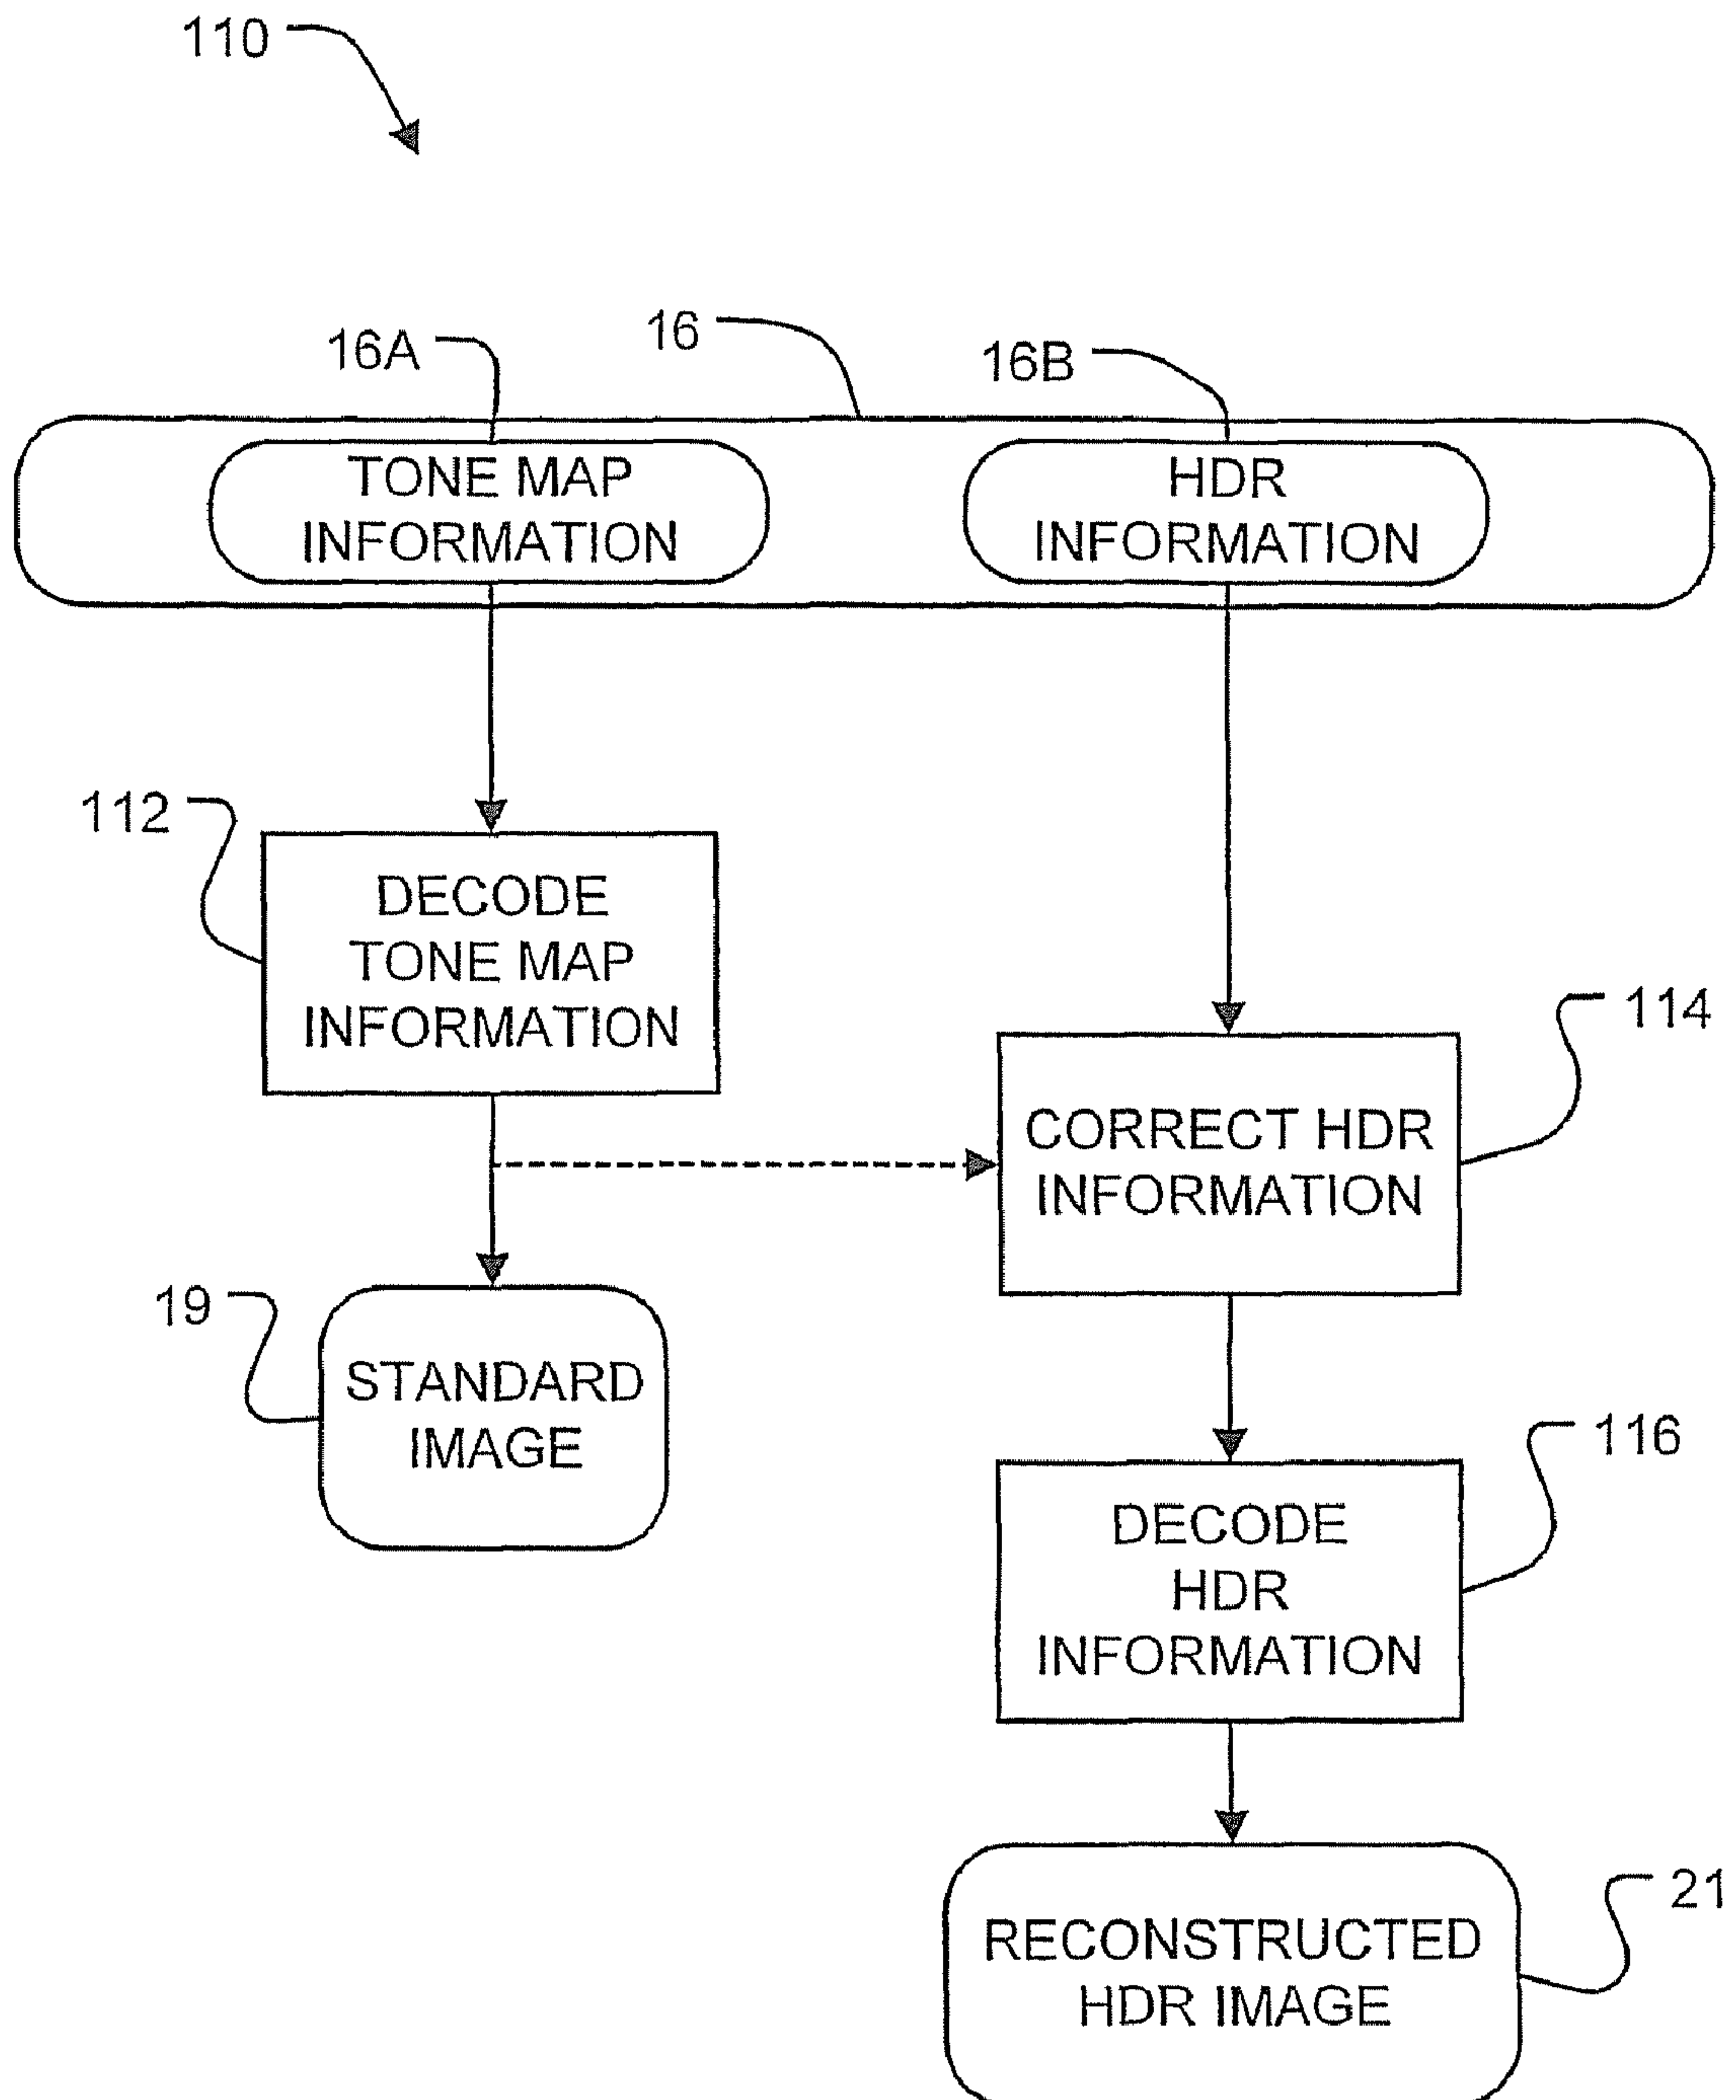 110
16
16A
16B
TONE MAP
INFORMATION
HDR
INFORMATION
112
DECODE
TONE MAP
INFORMATION
114
CORRECT HDR
INFORMATION
19
STANDARD
IMAGE
116
DECODE
HDR
INFORMATION
21
RECONSTRUCTED
HDR IMAGE